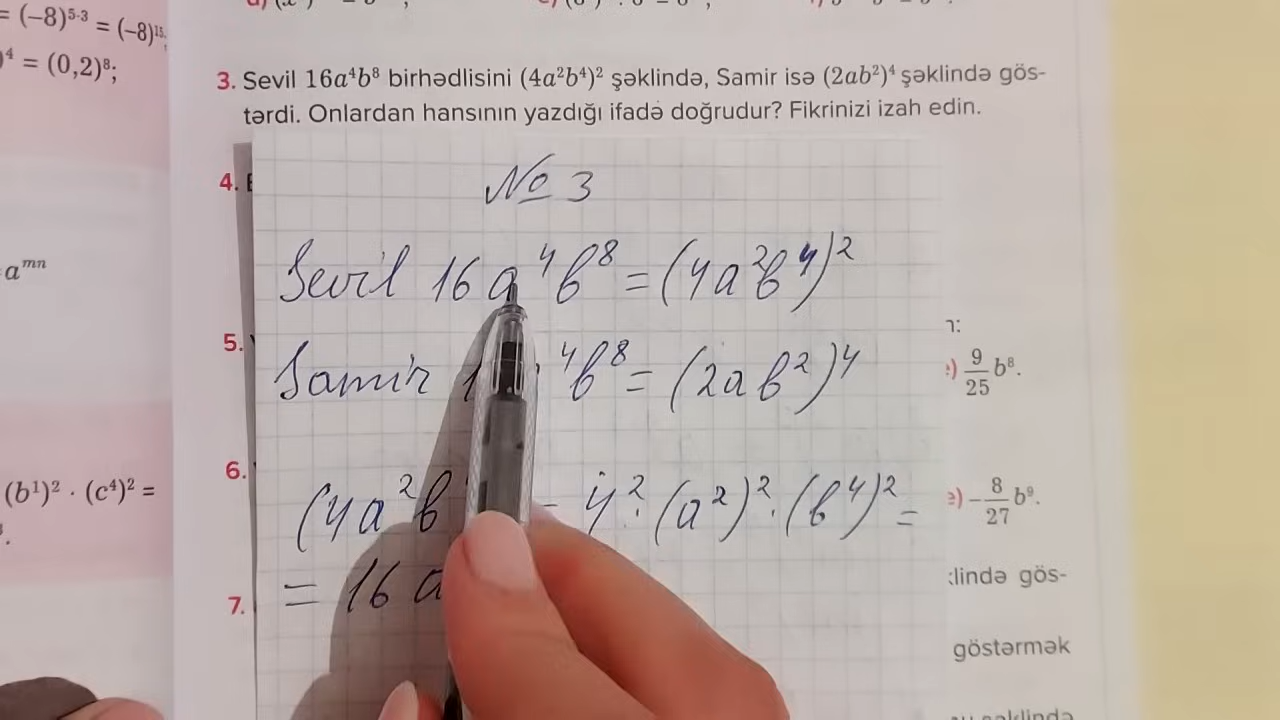 = (−8)⁵·³ = (−8)¹⁵;
)⁴ = (0,2)⁸;
aᵐⁿ
(b¹)² · (c⁴)² =
3. Sevil 16a⁴b⁸ birhədlisini (4a²b⁴)² şəklində, Samir isə (2ab²)⁴ şəklində gös-
tərdi. Onlardan hansının yazdığı ifadə doğrudur? Fikrinizi izah edin.
4.
№ 3
Sevil 16a⁴b⁸ = (4a²b⁴)²
5.
Samir 1 ⁴b⁸ = (2ab²)⁴
e) 9/25 b⁸.
6.
(4a²b = 4² · (a²)² · (b⁴)² =
e) −8/27 b⁹.
= 16 a
7.
klində gös-
göstərmək
şəklində